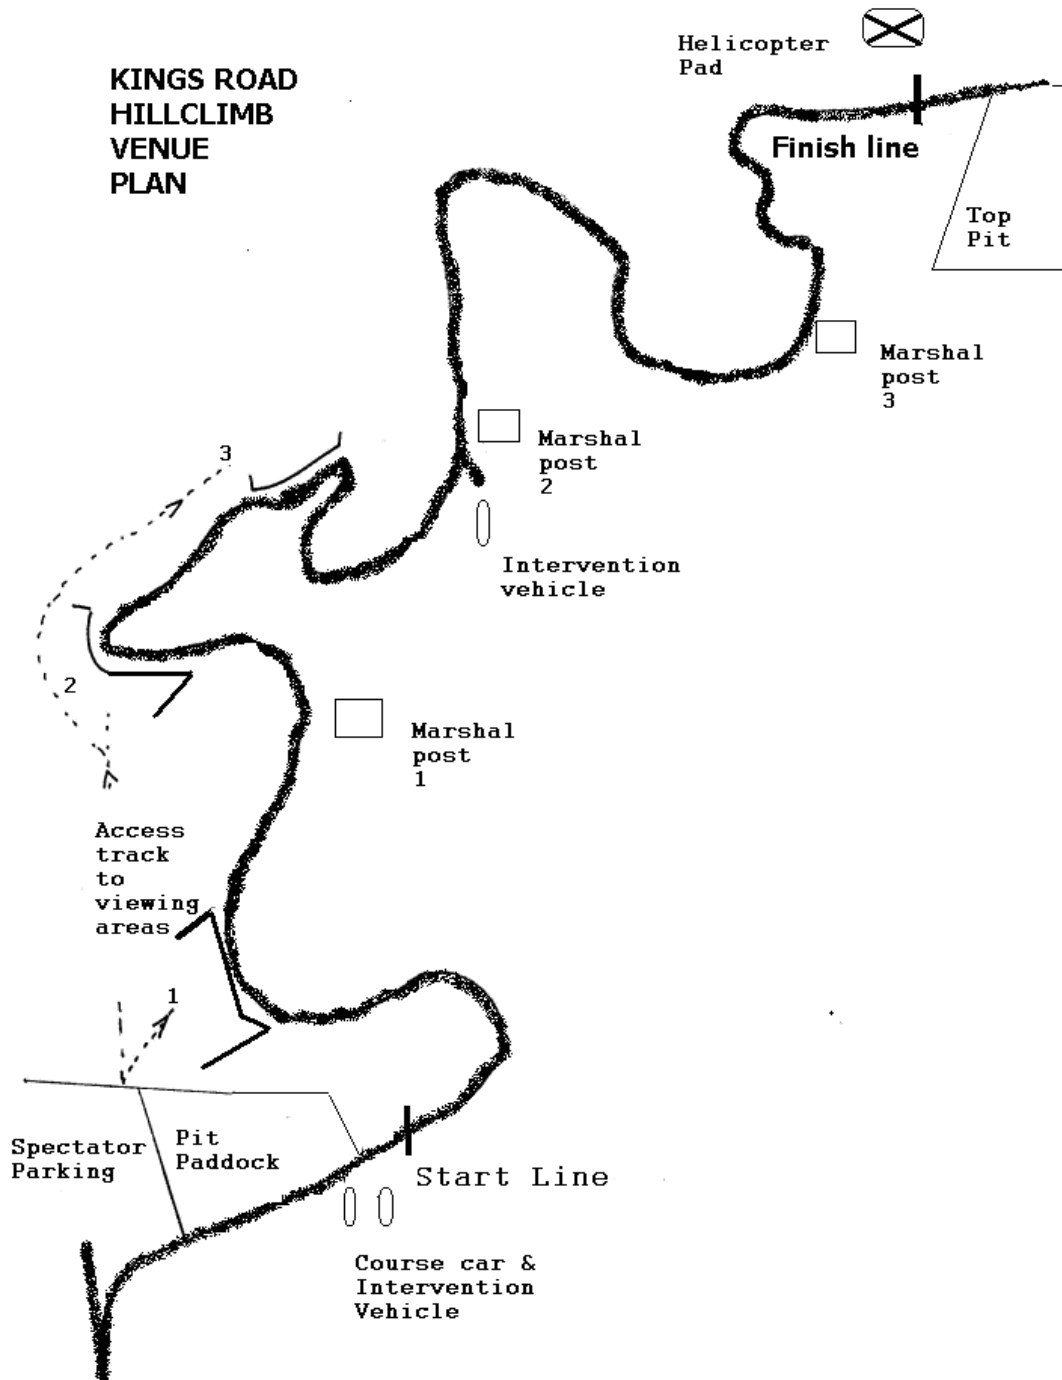 KINGS ROAD
HILLCLIMB
VENUE
PLAN
Helicopter
Pad
Finish line
Top
Pit
Marshal
post
3
Marshal
post
2
3
Intervention
vehicle
2
Marshal
post
1
Access
track
to
viewing
areas
1
Spectator
Parking
Pit
Paddock
Start Line
Course car &
Intervention
Vehicle